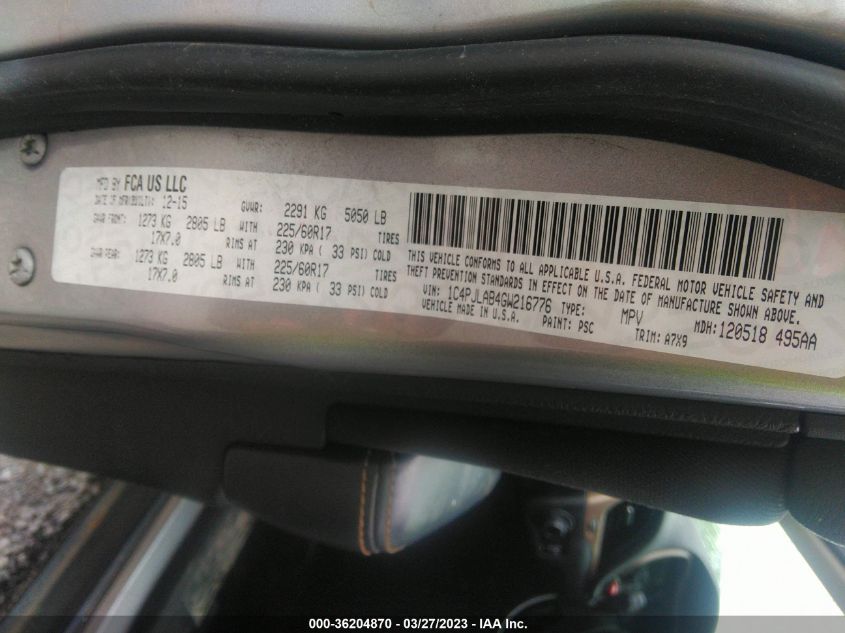 MFD BY FCA US LLC
DATE OF MFR(BUILT): 12-15 GVWR: 2291 KG 5050 LB
GAWR FRONT: 1273 KG 2805 LB WITH 225/60R17 TIRES
17X7.0 RIMS AT 230 KPA ( 33 PSI) COLD
GAWR REAR: 1273 KG 2805 LB WITH 225/60R17 TIRES
17X7.0 RIMS AT 230 KPA ( 33 PSI) COLD
THIS VEHICLE CONFORMS TO ALL APPLICABLE U.S.A. FEDERAL MOTOR VEHICLE SAFETY AND
THEFT PREVENTION STANDARDS IN EFFECT ON THE DATE OF MANUFACTURE SHOWN ABOVE.
VIN: 1C4PJLAB4GW216776 TYPE: MPV MDH: 120518 495AA
VEHICLE MADE IN U.S.A. PAINT: PSC TRIM: A7X9
000-36204870 - 03/27/2023 - IAA Inc.